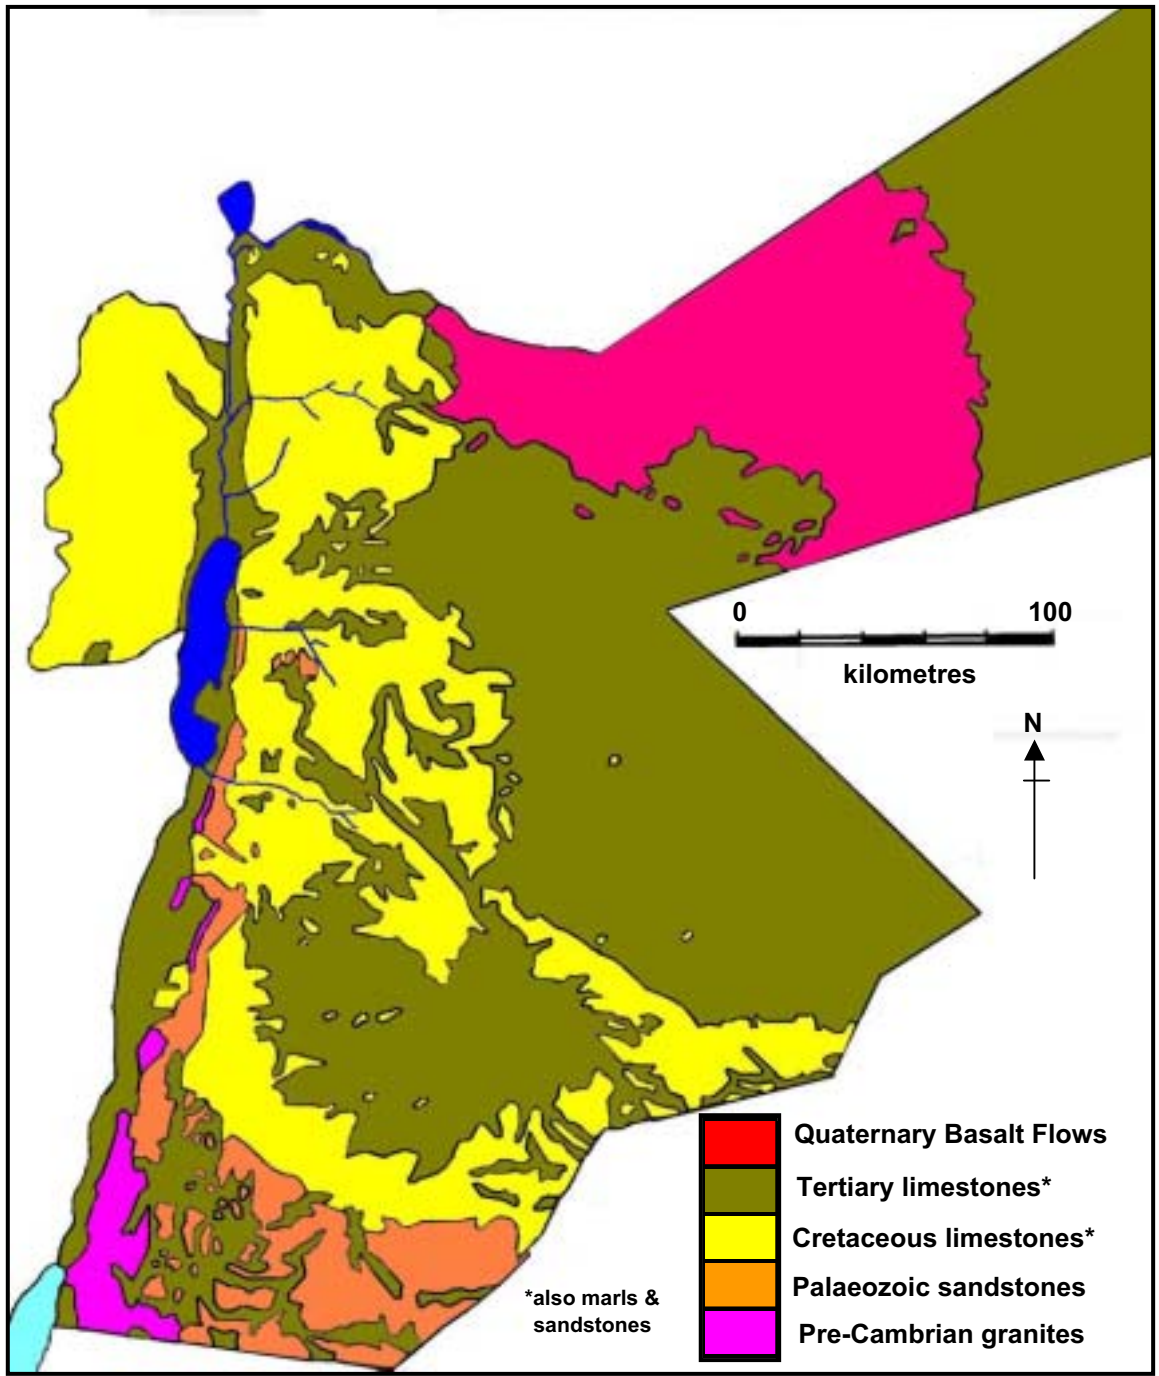 0 100
kilometres
N
Quaternary Basalt Flows
Tertiary limestones*
Cretaceous limestones*
Palaeozoic sandstones
Pre-Cambrian granites
*also marls &
sandstones